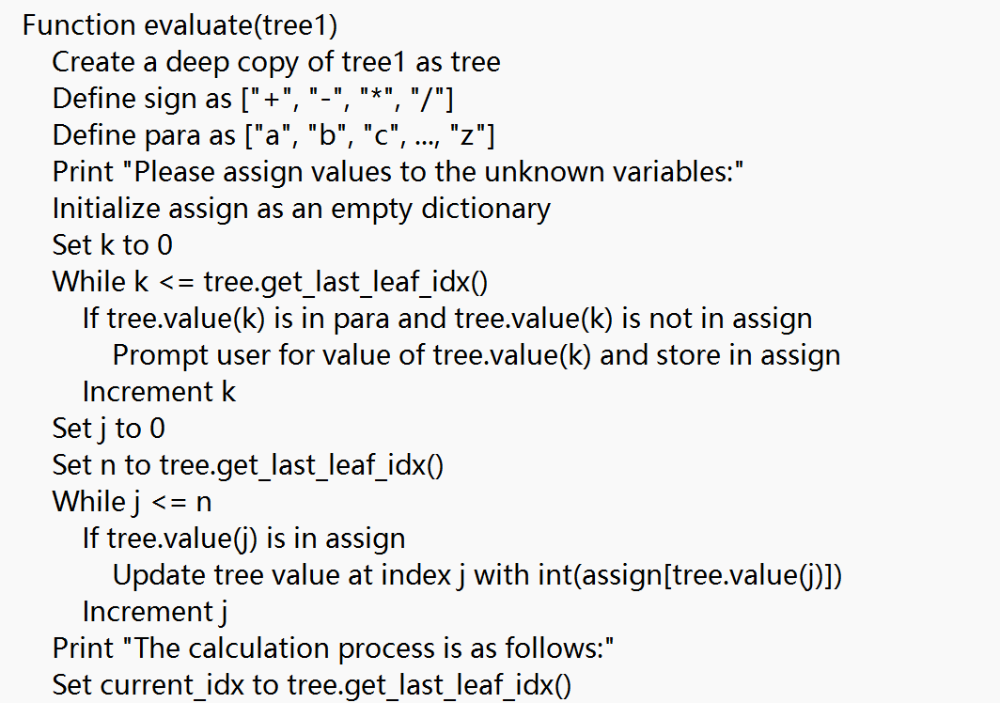 Function evaluate(tree1)
Create a deep copy of tree1 as tree
Define sign as ["+", "-", "*", "/"]
Define para as ["a", "b", "c", ..., "z"]
Print "Please assign values to the unknown variables:"
Initialize assign as an empty dictionary
Set k to 0
While k <= tree.get_last_leaf_idx()
If tree.value(k) is in para and tree.value(k) is not in assign
Prompt user for value of tree.value(k) and store in assign
Increment k
Set j to 0
Set n to tree.get_last_leaf_idx()
While j <= n
If tree.value(j) is in assign
Update tree value at index j with int(assign[tree.value(j)])
Increment j
Print "The calculation process is as follows:"
Set current_idx to tree.get_last_leaf_idx()